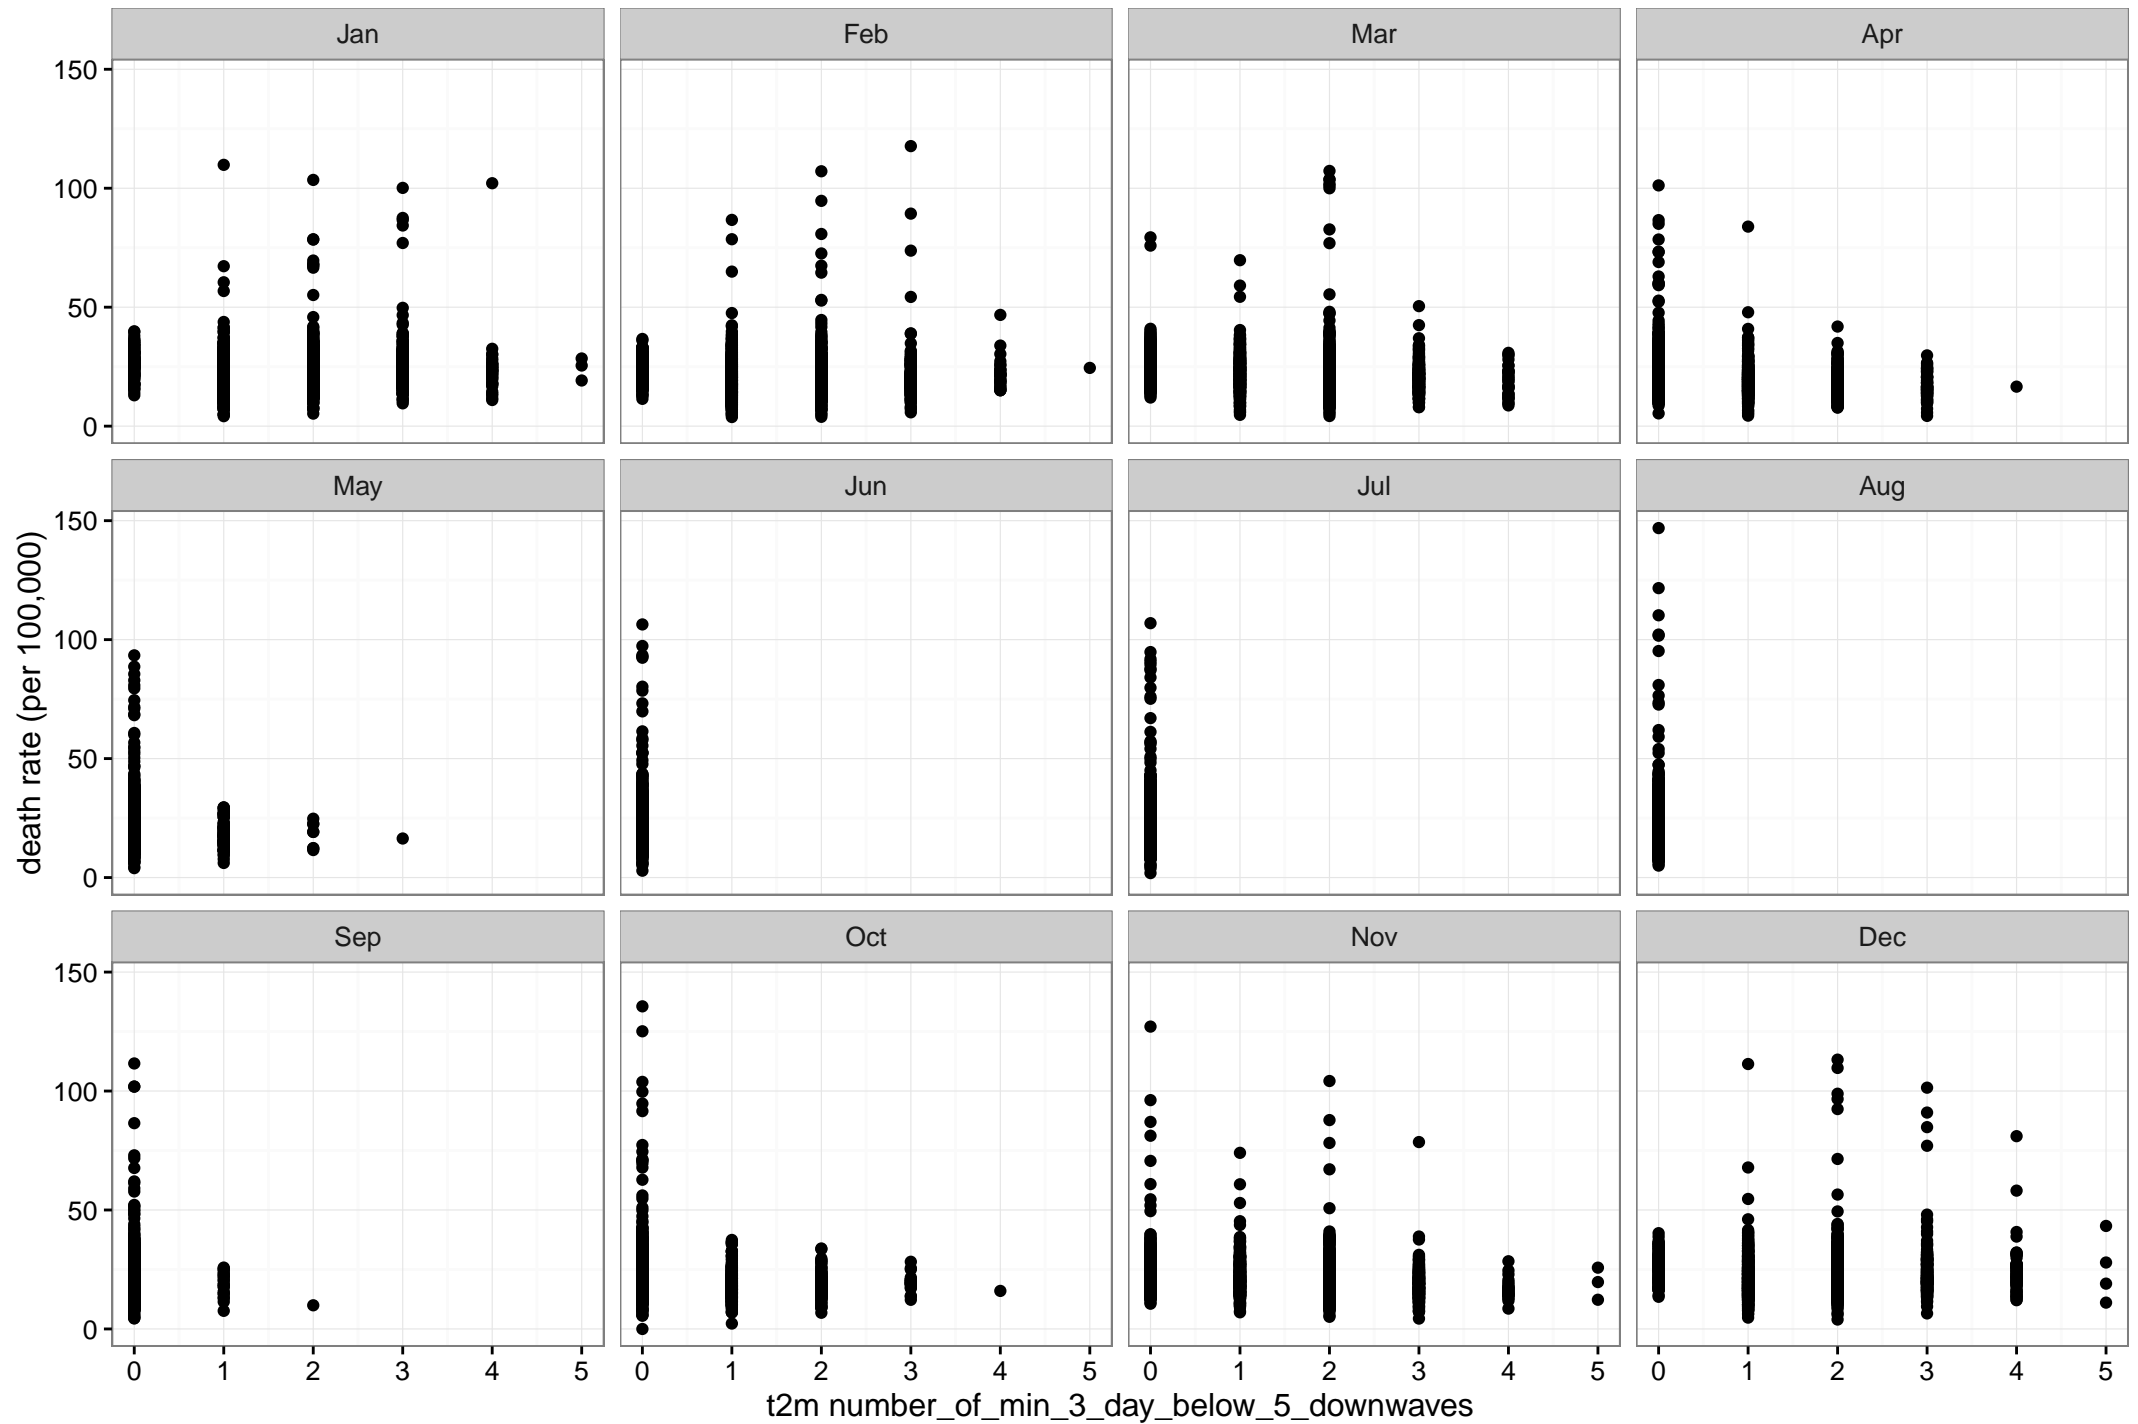 Jan Feb Mar Apr
150
100
50
0
May Jun Jul Aug
death rate (per 100,000)
150
100
50
0
Sep Oct Nov Dec
150
100
50
0
0 1 2 3 4 5 0 1 2 3 4 5 0 1 2 3 4 5 0 1 2 3 4 5
t2m number_of_min_3_day_below_5_downwaves